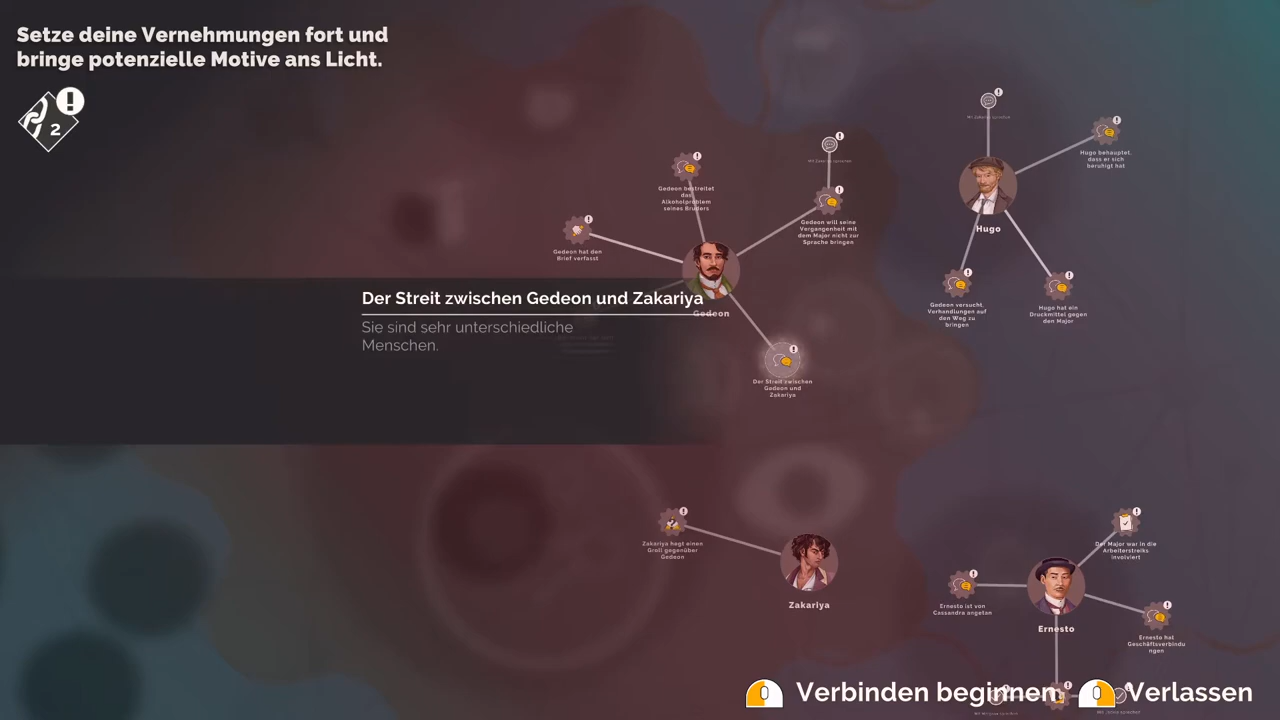 Setze deine Vernehmungen fort und
bringe potenzielle Motive ans Licht.
2
Mit Zakariya sprechen
Hugo behauptet,
dass er sich
beruhigt hat
Hugo
Gedeon versucht,
Verhandlungen auf
den Weg zu
bringen
Hugo hat ein
Druckmittel gegen
den Major
Gedeon bestreitet
das
Alkoholproblem
seines Bruders
Gedeon will seine
Vergangenheit mit
dem Major nicht zur
Sprache bringen
Gedeon hat den
Brief verfasst
Gedeon
Der Streit zwischen Gedeon und Zakariya
Sie sind sehr unterschiedliche
Menschen.
Der Streit zwischen
Gedeon und
Zakariya
Zakariya hegt einen
Groll gegenüber
Gedeon
Zakariya
Der Major war in die
Arbeiterstreiks
involviert
Ernesto ist von
Cassandra angetan
Ernesto
Ernesto hat
Geschäftsverbindu
ngen
Verbinden beginnen
Verlassen